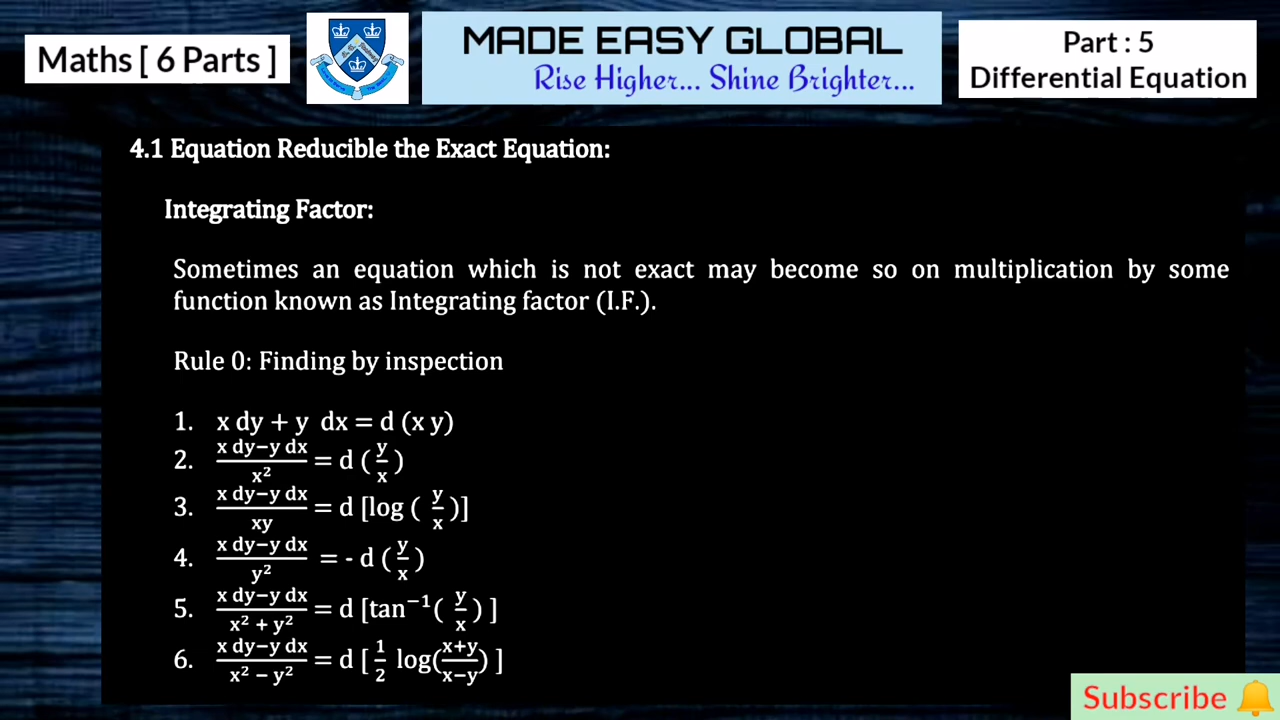 Maths [ 6 Parts ]
MADE EASY GLOBAL
Rise Higher... Shine Brighter...
Part : 5
Differential Equation
4.1 Equation Reducible the Exact Equation:
Integrating Factor:
Sometimes an equation which is not exact may become so on multiplication by some
function known as Integrating factor (I.F.).
Rule 0: Finding by inspection
1. x dy + y dx = d (x y)
2. (x dy−y dx)/x² = d (y/x)
3. (x dy−y dx)/xy = d [log ( y/x )]
4. (x dy−y dx)/y² = - d (y/x)
5. (x dy−y dx)/(x² + y²) = d [tan⁻¹( y/x ) ]
6. (x dy−y dx)/(x² − y²) = d [ 1/2 log((x+y)/(x−y)) ]
Subscribe